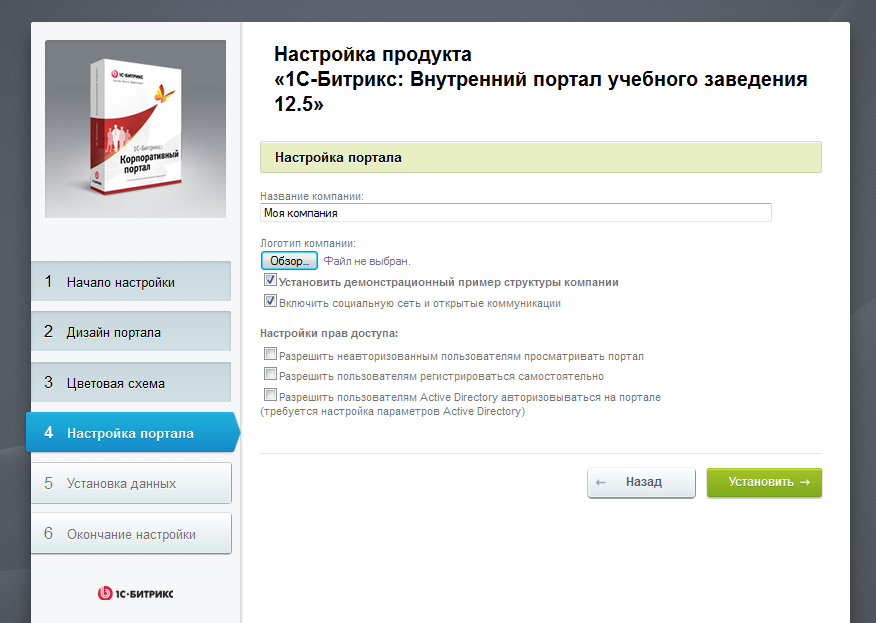 Настройка продукта
«1С-Битрикс: Внутренний портал учебного заведения
12.5»
1С·БИТРИКС
1С-Битрикс:
Корпоративный
портал
Настройка портала
Название компании:
Моя компания
Логотип компании:
Обзор... Файл не выбран.
Установить демонстрационный пример структуры компании
Включить социальную сеть и открытые коммуникации
Настройки прав доступа:
Разрешить неавторизованным пользователям просматривать портал
Разрешить пользователям регистрироваться самостоятельно
Разрешить пользователям Active Directory авторизовываться на портале
(требуется настройка параметров Active Directory)
← Назад
Установить →
1 Начало настройки
2 Дизайн портала
3 Цветовая схема
4 Настройка портала
5 Установка данных
6 Окончание настройки
1С·БИТРИКС